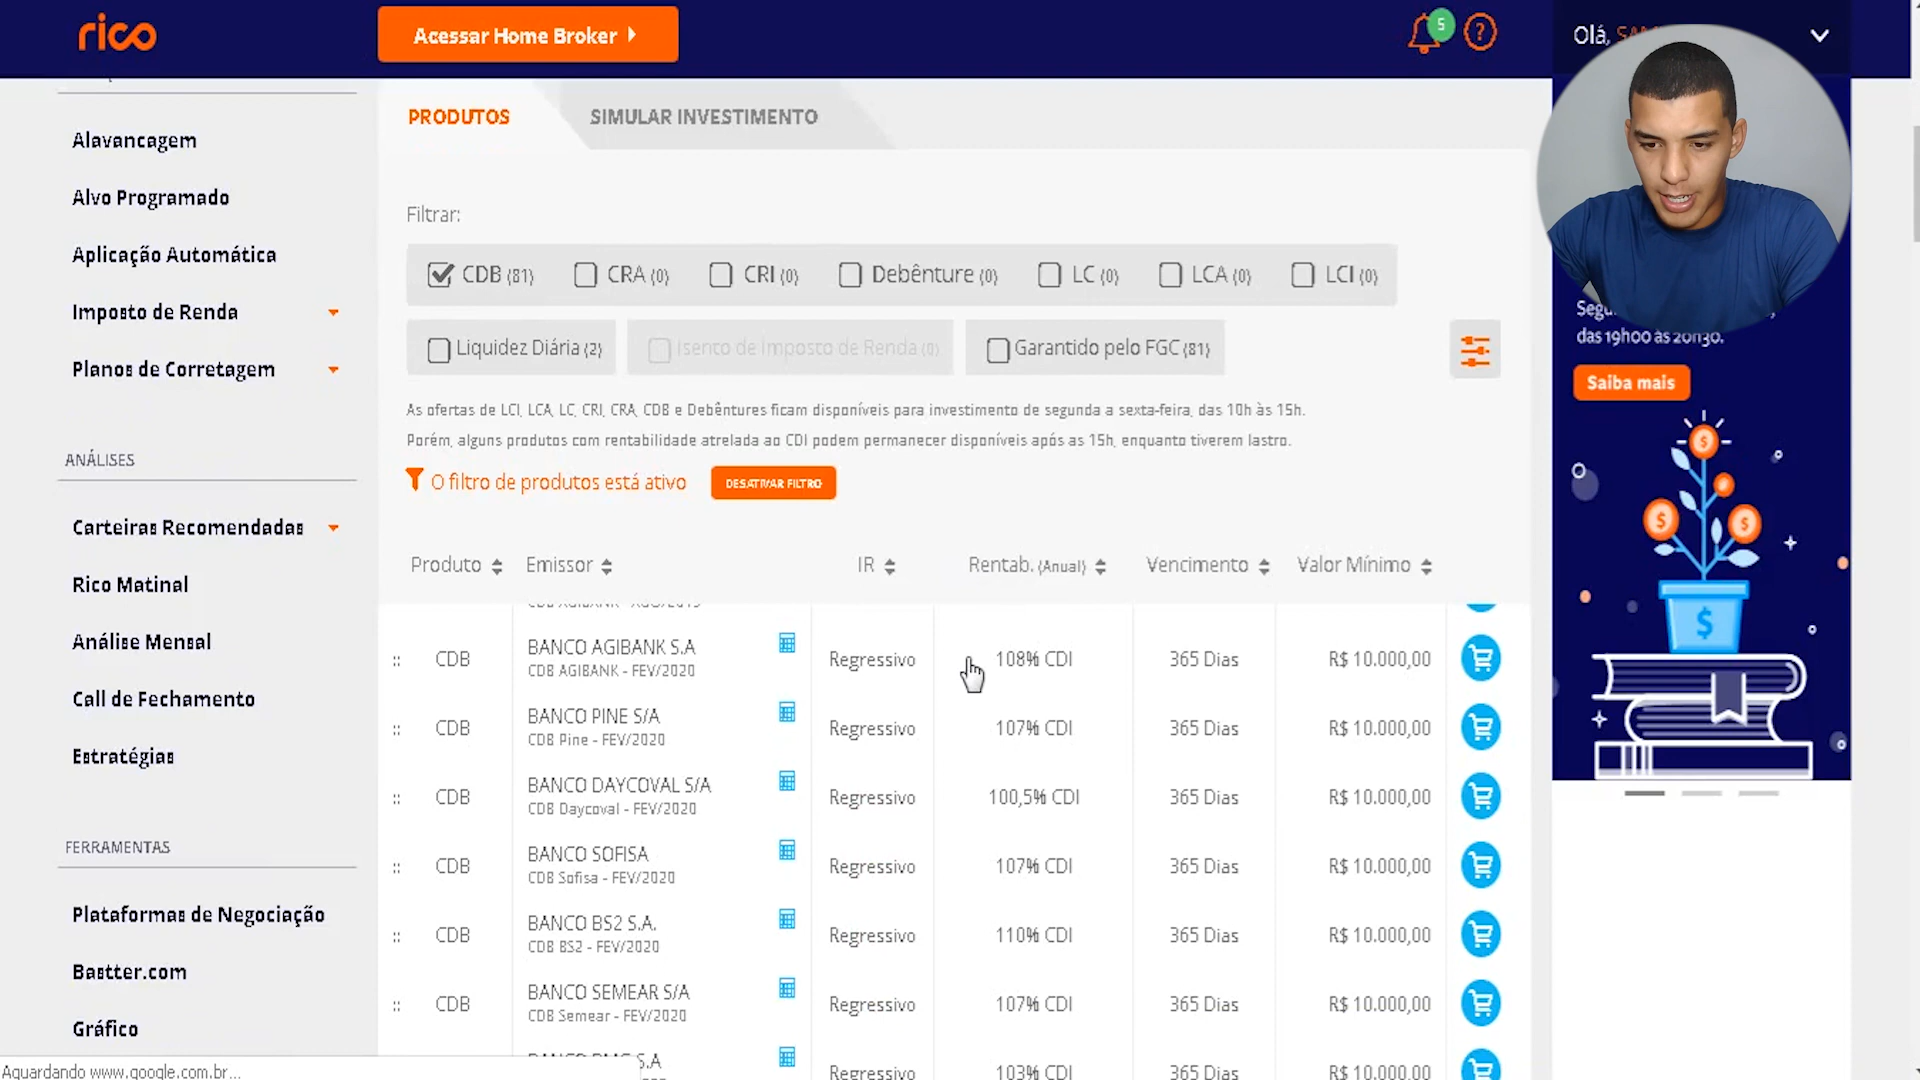 rico
Acessar Home Broker
5
?
Olá,
Alavancagem
Alvo Programado
Aplicação Automática
Imposto de Renda
Planos de Corretagem
ANÁLISES
Carteiras Recomendadas
Rico Matinal
Análise Mensal
Call de Fechamento
Estratégias
FERRAMENTAS
Plataformas de Negociação
Bastter.com
Gráfico
Aguardando www.google.com.br...
PRODUTOS
SIMULAR INVESTIMENTO
Filtrar:
CDB (81) CRA (0) CRI (0) Debênture (0) LC (0) LCA (0) LCI (0)
Liquidez Diária (2) Isento de Imposto de Renda (0) Garantido pelo FGC (81)
As ofertas de LCI, LCA, LC, CRI, CRA, CDB e Debêntures ficam disponíveis para investimento de segunda a sexta-feira, das 10h às 15h.
Porém, alguns produtos com rentabilidade atrelada ao CDI podem permanecer disponíveis após as 15h, enquanto tiverem lastro.
O filtro de produtos está ativo DESATIVAR FILTRO
Produto Emissor IR Rentab. (Anual) Vencimento Valor Mínimo
CDB BANCO AGIBANK S.A Regressivo 108% CDI 365 Dias R$ 10.000,00
CDB AGIBANK - FEV/2020
CDB BANCO PINE S/A Regressivo 107% CDI 365 Dias R$ 10.000,00
CDB Pine - FEV/2020
CDB BANCO DAYCOVAL S/A Regressivo 100,5% CDI 365 Dias R$ 10.000,00
CDB Daycoval - FEV/2020
CDB BANCO SOFISA Regressivo 107% CDI 365 Dias R$ 10.000,00
CDB Sofisa - FEV/2020
CDB BANCO BS2 S.A. Regressivo 110% CDI 365 Dias R$ 10.000,00
CDB BS2 - FEV/2020
CDB BANCO SEMEAR S/A Regressivo 107% CDI 365 Dias R$ 10.000,00
CDB Semear - FEV/2020
CDB S.A Regressivo 103% CDI 365 Dias R$ 10.000,00
das 19h00 às 20h30.
Saiba mais
$
$
$
$